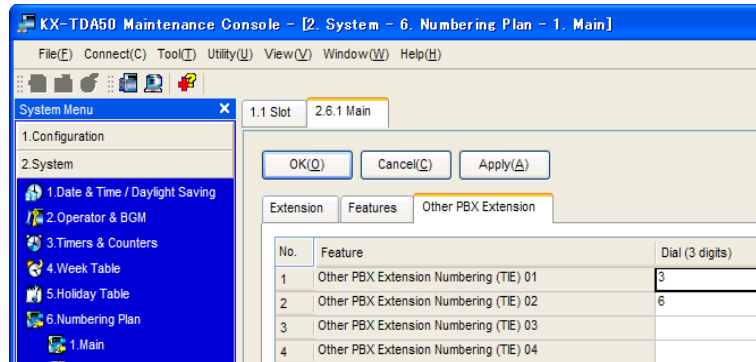 KX-TDA50 Maintenance Console - [2. System - 6. Numbering Plan - 1. Main]
File(F) Connect(C) Tool(T) Utility(U) View(V) Window(W) Help(H)
System Menu X
1.1 Slot 2.6.1 Main
1.Configuration
2.System
OK(O) Cancel(C) Apply(A)
1.Date & Time / Daylight Saving
2.Operator & BGM
3.Timers & Counters
4.Week Table
5.Holiday Table
6.Numbering Plan
1.Main
Extension Features Other PBX Extension
No. Feature Dial (3 digits)
1 Other PBX Extension Numbering (TIE) 01 3
2 Other PBX Extension Numbering (TIE) 02 6
3 Other PBX Extension Numbering (TIE) 03
4 Other PBX Extension Numbering (TIE) 04